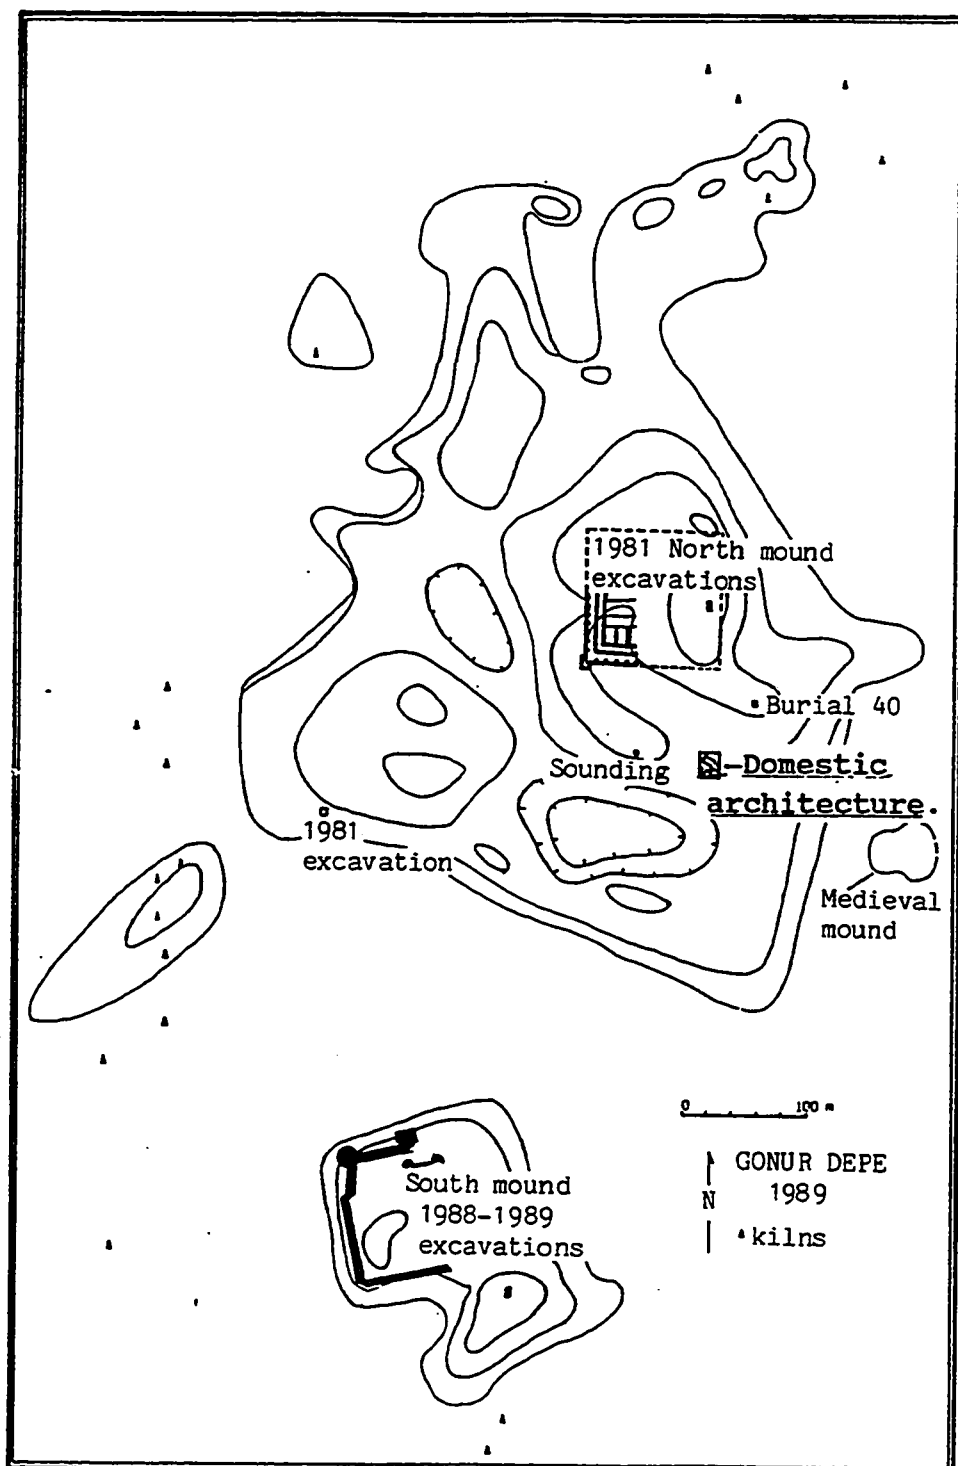 1981 North mound
excavations
Burial 40
Sounding
-Domestic
architecture.
1981
excavation
Medieval
mound
0 100 m
GONUR DEPE
N 1989
kilns
South mound
1988-1989
excavations